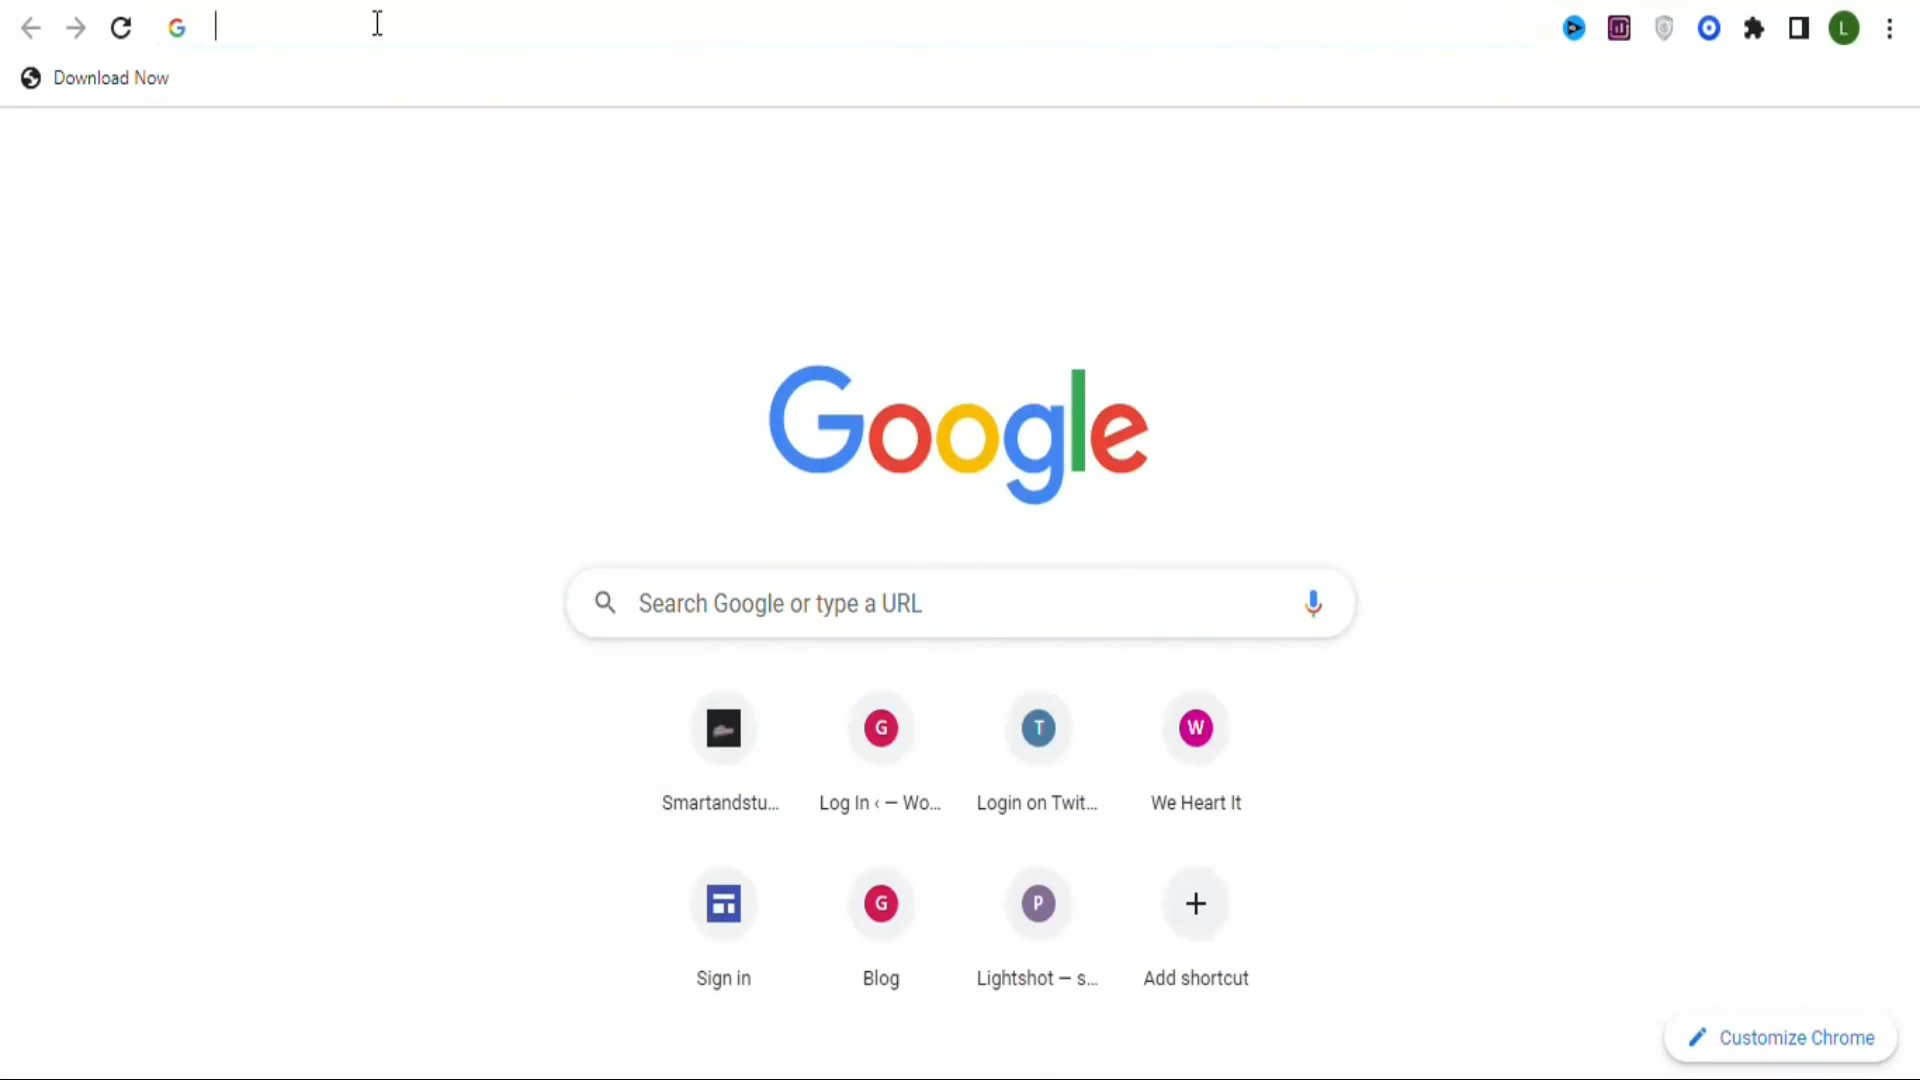 G
L
Download Now
Google
Search Google or type a URL
G
T
W
Smartandstu...
Log In ‹ — Wo...
Login on Twit...
We Heart It
G
P
Sign in
Blog
Lightshot — s...
Add shortcut
Customize Chrome